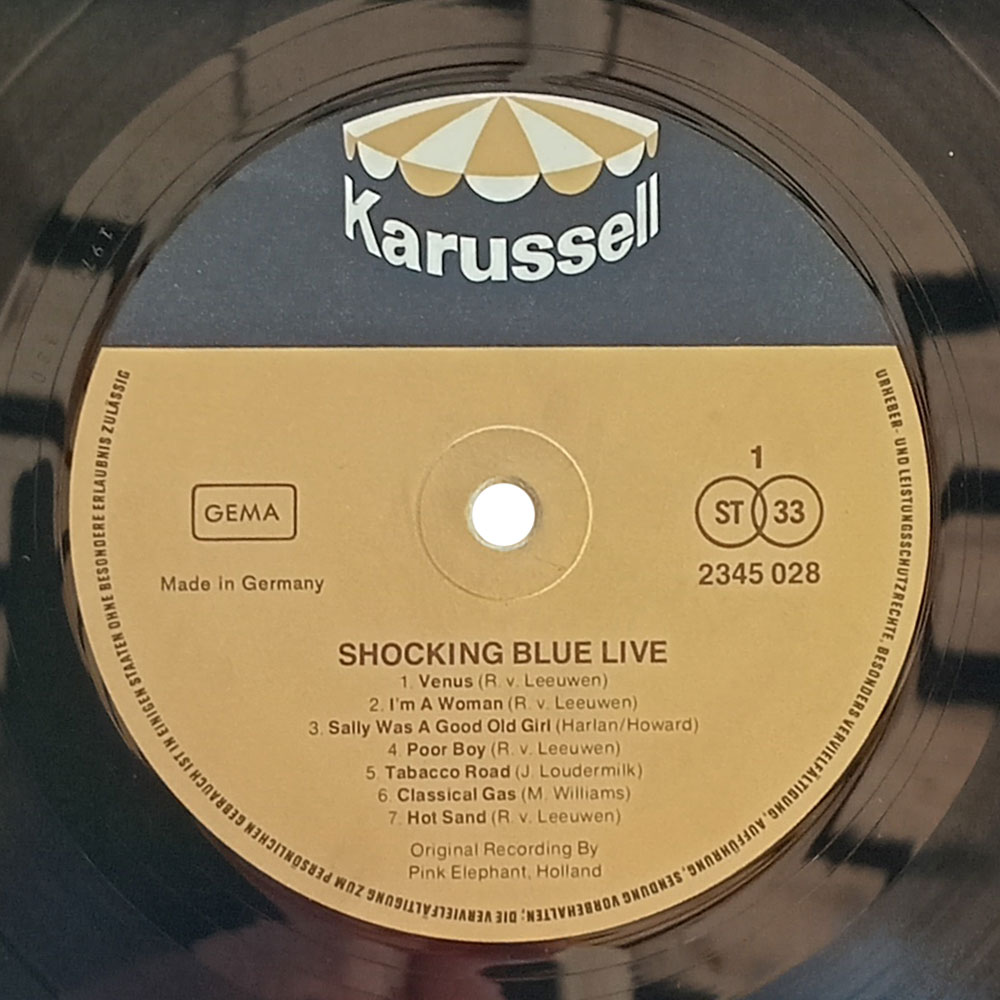 Karussell
GEMA
Made in Germany
1
ST 33
2345 028
SHOCKING BLUE LIVE
1. Venus (R. v. Leeuwen)
2. I'm A Woman (R. v. Leeuwen)
3. Sally Was A Good Old Girl (Harlan/Howard)
4. Poor Boy (R. v. Leeuwen)
5. Tabacco Road (J. Loudermilk)
6. Classical Gas (M. Williams)
7. Hot Sand (R. v. Leeuwen)
Original Recording By
Pink Elephant, Holland
URHEBER- UND LEISTUNGSSCHUTZRECHTE, BESONDERS VERVIELFÄLTIGUNG, AUFFÜHRUNG, SENDUNG VORBEHALTEN; DIE VERVIELFÄLTIGUNG ZUM PERSÖNLICHEN GEBRAUCH IST IN EINIGEN STAATEN OHNE BESONDERE ERLAUBNIS ZULÄSSIG